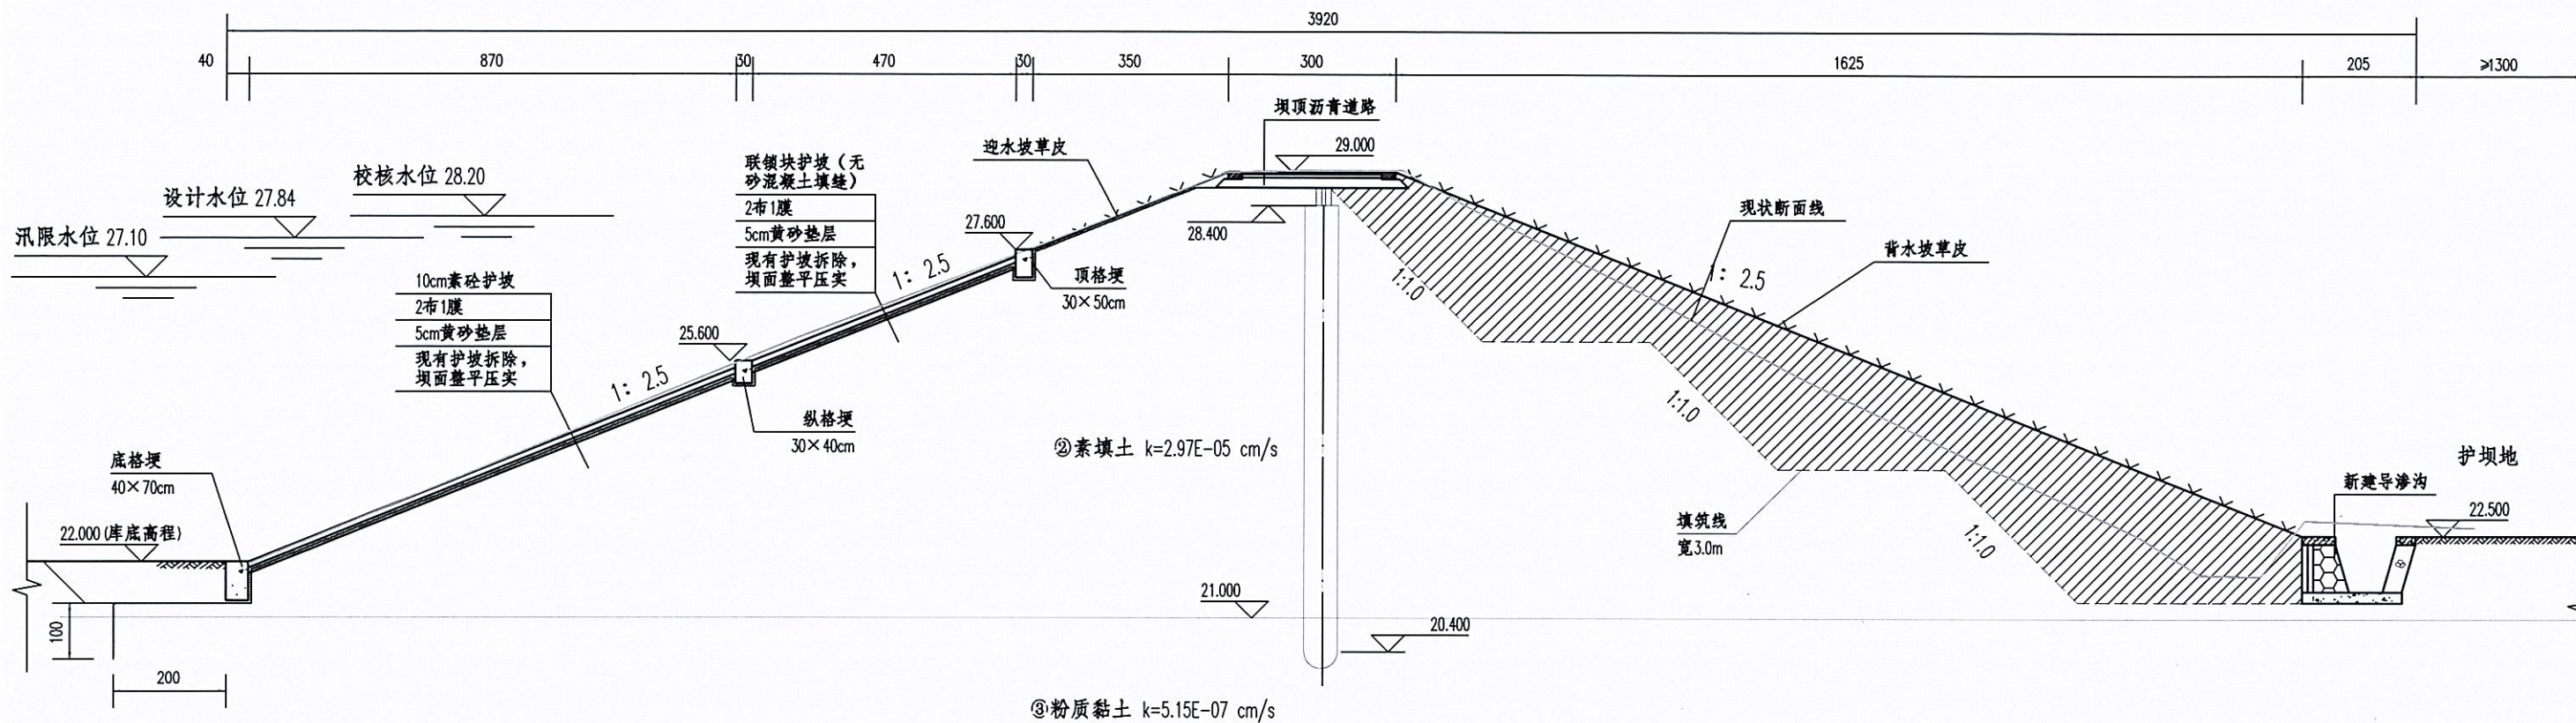 3920
40
870
30
470
30
350
300
1625
205
≥1300
坝顶沥青道路
29.000
迎水坡草皮
联锁块护坡（无
砂混凝土填缝）
2布1膜
5cm黄砂垫层
现有护坡拆除，
坝面整平压实
校核水位 28.20
设计水位 27.84
汛限水位 27.10
27.600
28.400
现状断面线
背水坡草皮
1： 2.5
10cm素砼护坡
2布1膜
5cm黄砂垫层
现有护坡拆除，
坝面整平压实
1： 2.5
顶格埂
30×50cm
1:1.0
25.600
1： 2.5
纵格埂
30×40cm
1:1.0
②素填土 k=2.97E-05 cm/s
护坝地
底格埂
40×70cm
新建导渗沟
22.500
填筑线
宽3.0m
1:1.0
22.000(库底高程)
21.000
20.400
100
200
③粉质黏土 k=5.15E-07 cm/s